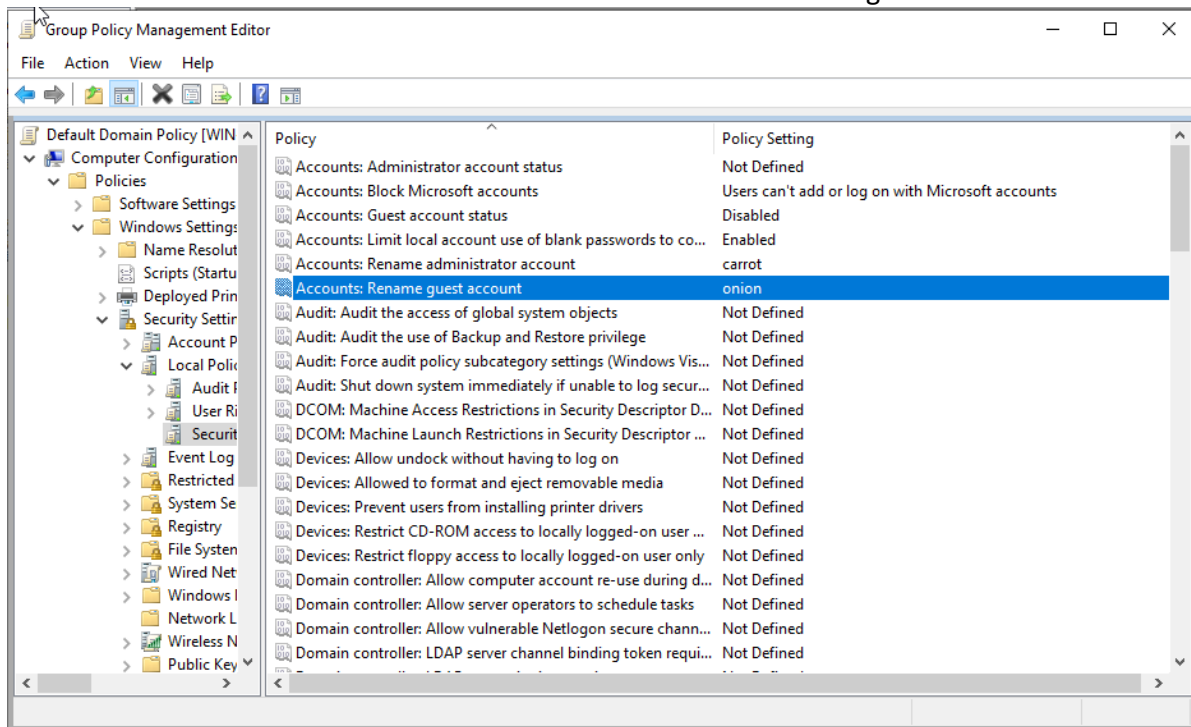 Group Policy Management Editor
File Action View Help
Default Domain Policy [WIN
Computer Configuration
Policies
Software Settings
Windows Settings
Name Resolut
Scripts (Startu
Deployed Prin
Security Settin
Account P
Local Polic
Audit P
User Ri
Securit
Event Log
Restricted
System Se
Registry
File System
Wired Net
Windows
Network L
Wireless N
Public Key
Policy Policy Setting
Accounts: Administrator account status Not Defined
Accounts: Block Microsoft accounts Users can't add or log on with Microsoft accounts
Accounts: Guest account status Disabled
Accounts: Limit local account use of blank passwords to co... Enabled
Accounts: Rename administrator account carrot
Accounts: Rename guest account onion
Audit: Audit the access of global system objects Not Defined
Audit: Audit the use of Backup and Restore privilege Not Defined
Audit: Force audit policy subcategory settings (Windows Vis... Not Defined
Audit: Shut down system immediately if unable to log secur... Not Defined
DCOM: Machine Access Restrictions in Security Descriptor D... Not Defined
DCOM: Machine Launch Restrictions in Security Descriptor ... Not Defined
Devices: Allow undock without having to log on Not Defined
Devices: Allowed to format and eject removable media Not Defined
Devices: Prevent users from installing printer drivers Not Defined
Devices: Restrict CD-ROM access to locally logged-on user ... Not Defined
Devices: Restrict floppy access to locally logged-on user only Not Defined
Domain controller: Allow computer account re-use during d... Not Defined
Domain controller: Allow server operators to schedule tasks Not Defined
Domain controller: Allow vulnerable Netlogon secure chann... Not Defined
Domain controller: LDAP server channel binding token requi... Not Defined